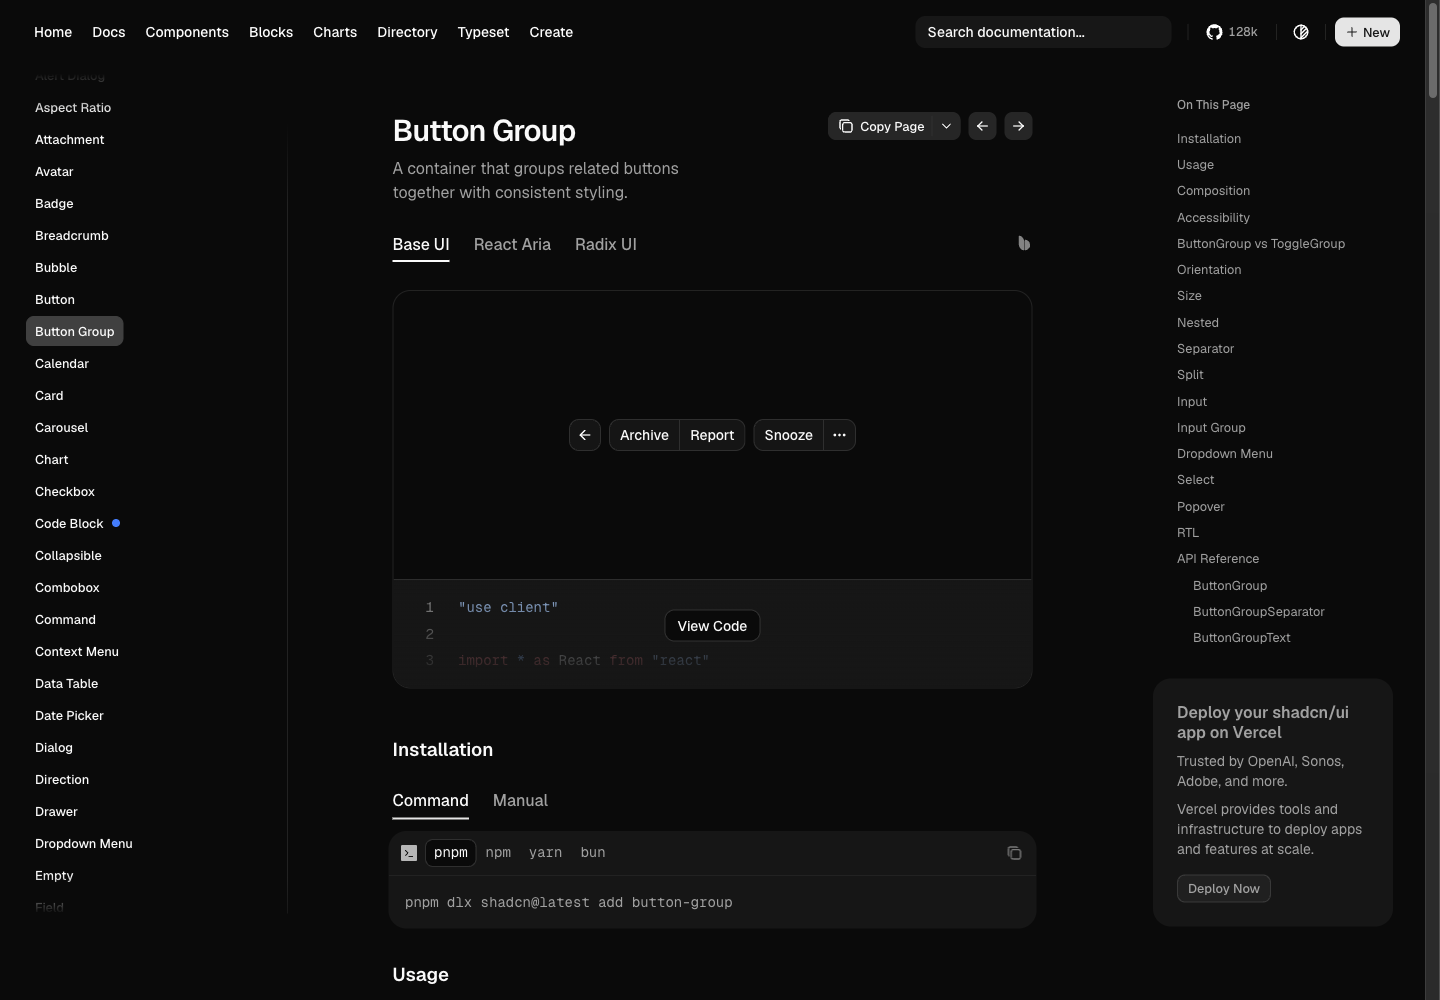 Home
Docs
Components
Blocks
Charts
Directory
Typeset
Create
Search documentation...
128k
New
Alert Dialog
Aspect Ratio
Attachment
Avatar
Badge
Breadcrumb
Bubble
Button
Button Group
Calendar
Card
Carousel
Chart
Checkbox
Code Block
Collapsible
Combobox
Command
Context Menu
Data Table
Date Picker
Dialog
Direction
Drawer
Dropdown Menu
Empty
Field
Button Group
Copy Page
A container that groups related buttons
together with consistent styling.
Base UI
React Aria
Radix UI
Archive
Report
Snooze
1 "use client"
2
3 import * as React from "react"
View Code
Installation
Command
Manual
pnpm
npm
yarn
bun
pnpm dlx shadcn@latest add button-group
Usage
On This Page
Installation
Usage
Composition
Accessibility
ButtonGroup vs ToggleGroup
Orientation
Size
Nested
Separator
Split
Input
Input Group
Dropdown Menu
Select
Popover
RTL
API Reference
ButtonGroup
ButtonGroupSeparator
ButtonGroupText
Deploy your shadcn/ui
app on Vercel
Trusted by OpenAI, Sonos,
Adobe, and more.
Vercel provides tools and
infrastructure to deploy apps
and features at scale.
Deploy Now